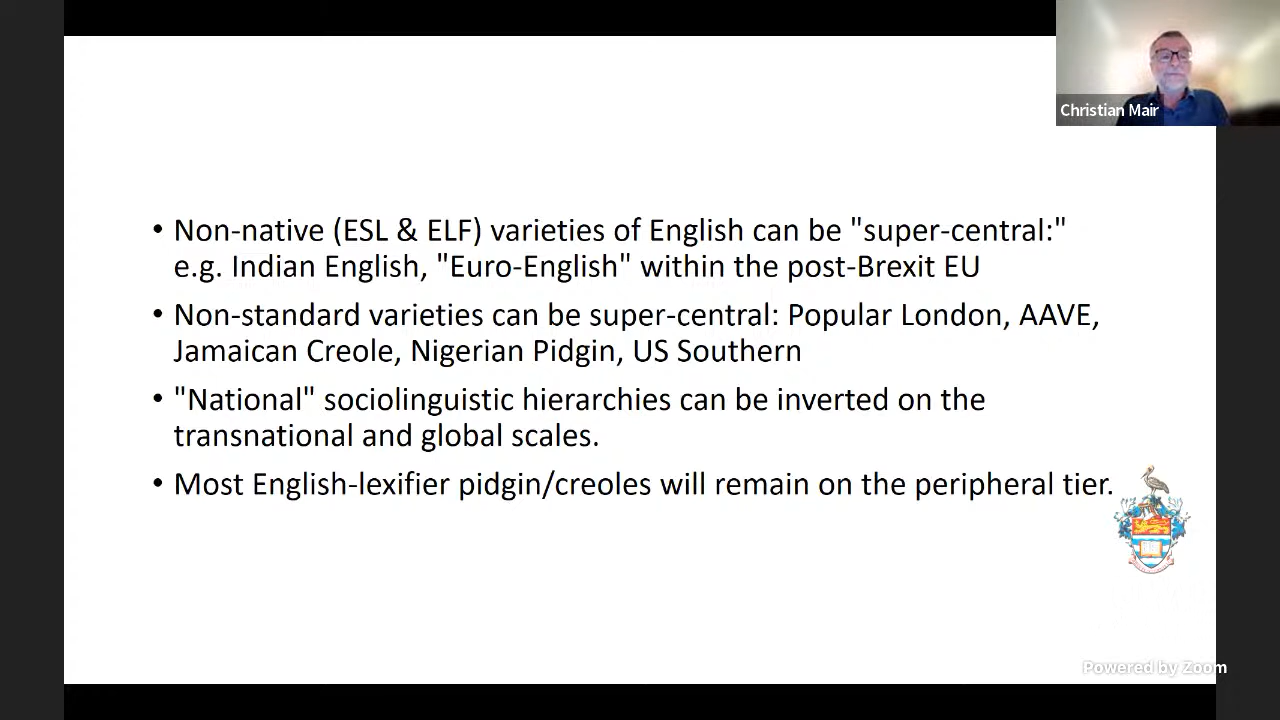 Christian Mair
• Non-native (ESL & ELF) varieties of English can be "super-central:"
e.g. Indian English, "Euro-English" within the post-Brexit EU
• Non-standard varieties can be super-central: Popular London, AAVE,
Jamaican Creole, Nigerian Pidgin, US Southern
• "National" sociolinguistic hierarchies can be inverted on the
transnational and global scales.
• Most English-lexifier pidgin/creoles will remain on the peripheral tier.
Powered by Zoom